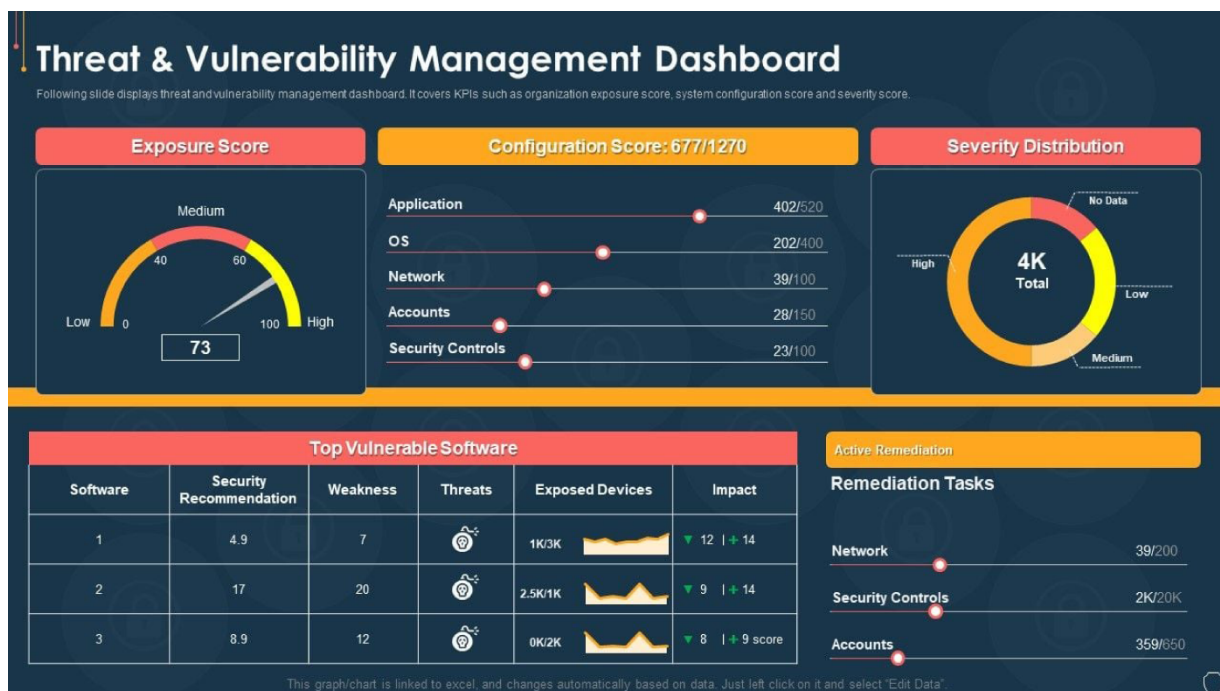 Threat & Vulnerability Management Dashboard
Following slide displays threat and vulnerability management dashboard. It covers KPIs such as organization exposure score, system configuration score and severity score.
Exposure Score
Medium
40
60
Low
0
100
High
73
Configuration Score: 677/1270
Application 402/520
OS 202/400
Network 39/100
Accounts 28/150
Security Controls 23/100
Severity Distribution
No Data
High
4K
Total
Low
Medium
Top Vulnerable Software
Software Security Recommendation Weakness Threats Exposed Devices Impact
1 4.9 7 1K/3K ▼ 12 | + 14
2 17 20 2.5K/1K ▼ 9 | + 14
3 8.9 12 0K/2K ▼ 8 | + 9 score
Active Remediation
Remediation Tasks
Network 39/200
Security Controls 2K/20K
Accounts 359/650
This graph/chart is linked to excel, and changes automatically based on data. Just left click on it and select "Edit Data".